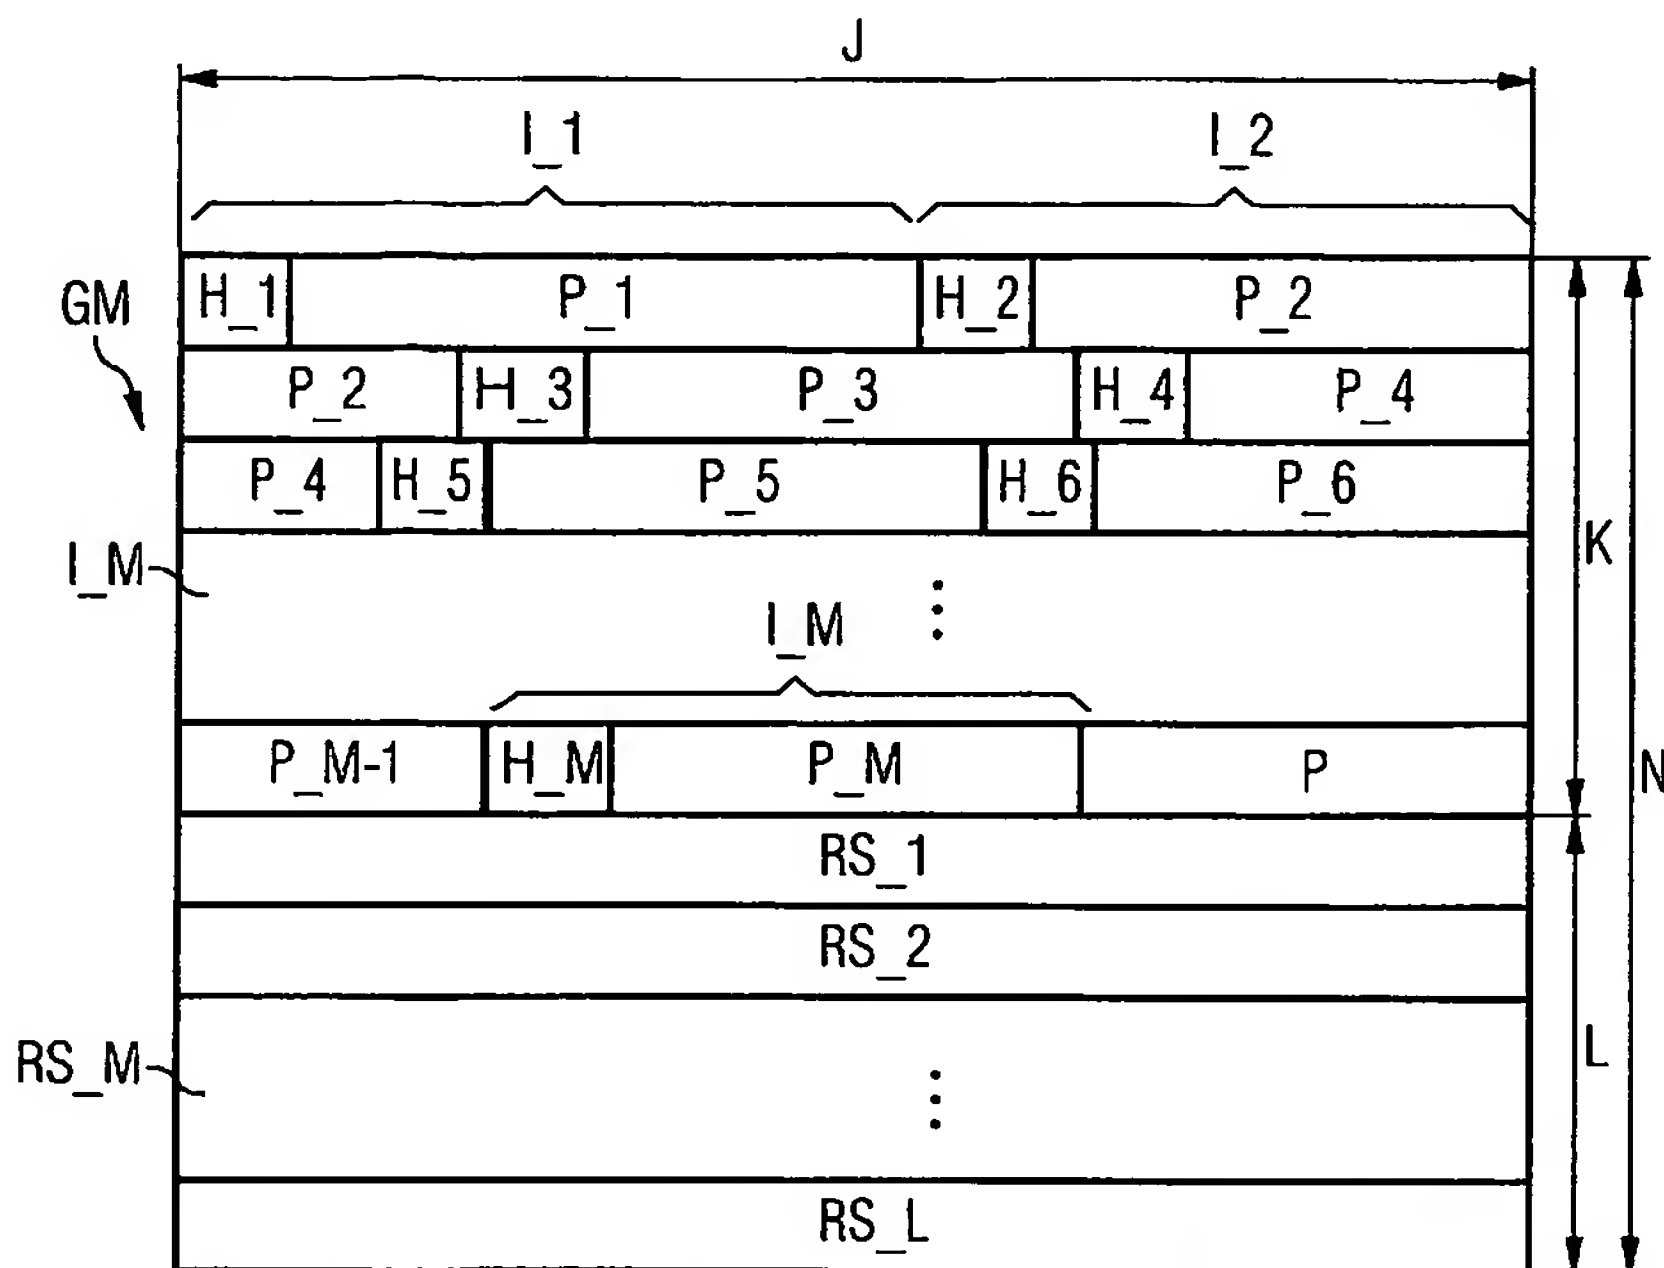 J
I_1 I_2
GM
H_1 P_1 H_2 P_2
P_2 H_3 P_3 H_4 P_4
P_4 H_5 P_5 H_6 P_6
I_M
K
I_M
P_M-1 H_M P_M P
N
RS_1
RS_2
RS_M
L
RS_L